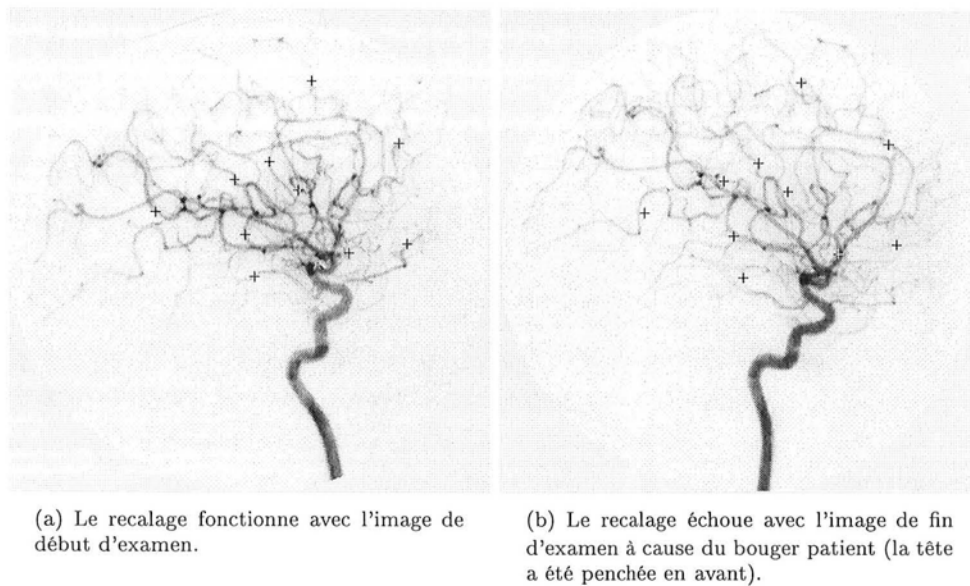 (a) Le recalage fonctionne avec l'image de
début d'examen.
(b) Le recalage échoue avec l'image de fin
d'examen à cause du bouger patient (la tête
a été penchée en avant).